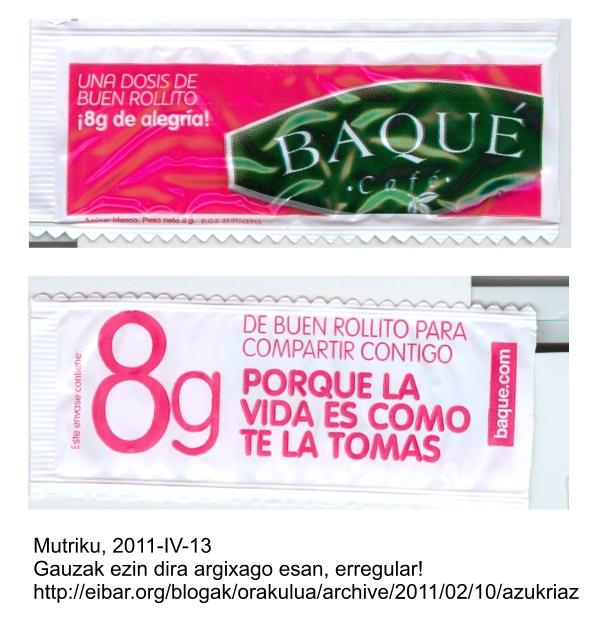 UNA DOSIS DE
BUEN ROLLITO
¡8g de alegría!
BAQUÉ
· Café ·
Azúcar blanco. Peso neto 8 g.
Este envase contiene:
8g
DE BUEN ROLLITO PARA
COMPARTIR CONTIGO
PORQUE LA
VIDA ES COMO
TE LA TOMAS
baque.com
Mutriku, 2011-IV-13
Gauzak ezin dira argixago esan, erregular!
http://eibar.org/blogak/orakulua/archive/2011/02/10/azukriaz